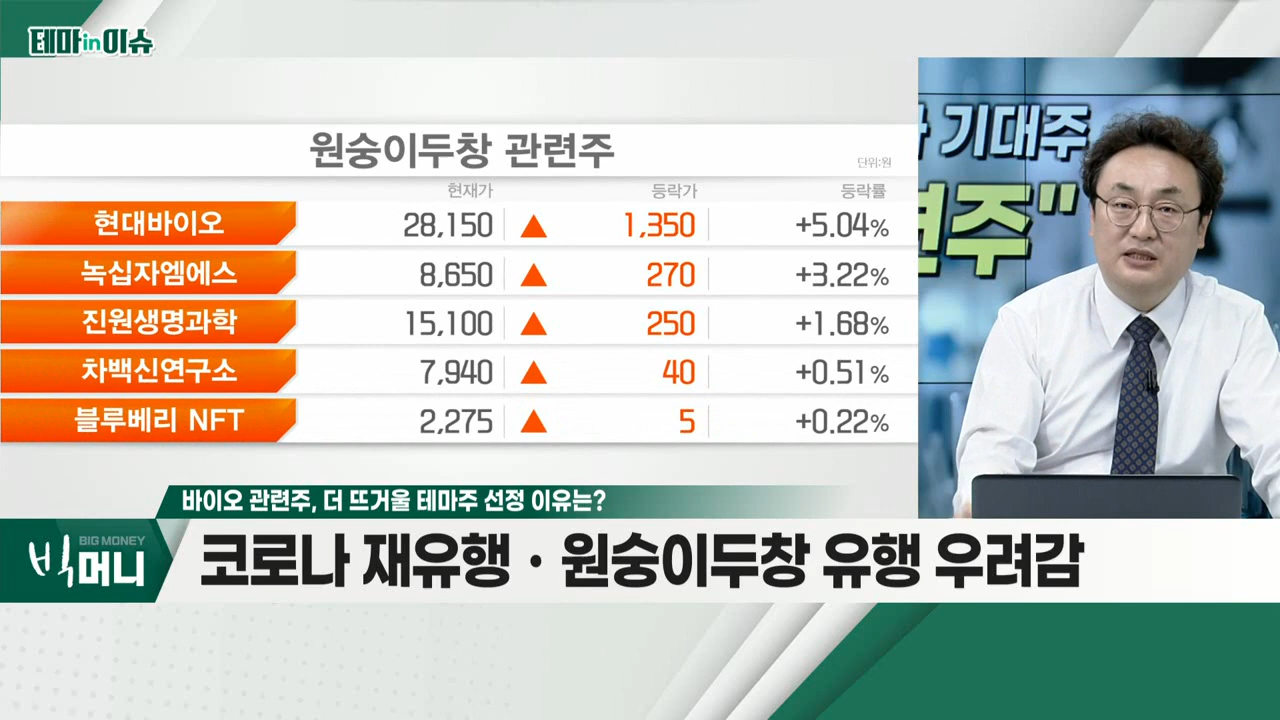 테마in이슈
원숭이두창 관련주
단위:원
현재가 등락가 등락률
현대바이오 28,150 ▲ 1,350 +5.04%
녹십자엠에스 8,650 ▲ 270 +3.22%
진원생명과학 15,100 ▲ 250 +1.68%
차백신연구소 7,940 ▲ 40 +0.51%
블루베리 NFT 2,275 ▲ 5 +0.22%
기대주
주"
바이오 관련주, 더 뜨거울 테마주 선정 이유는?
BIG MONEY
빅머니
코로나 재유행 · 원숭이두창 유행 우려감